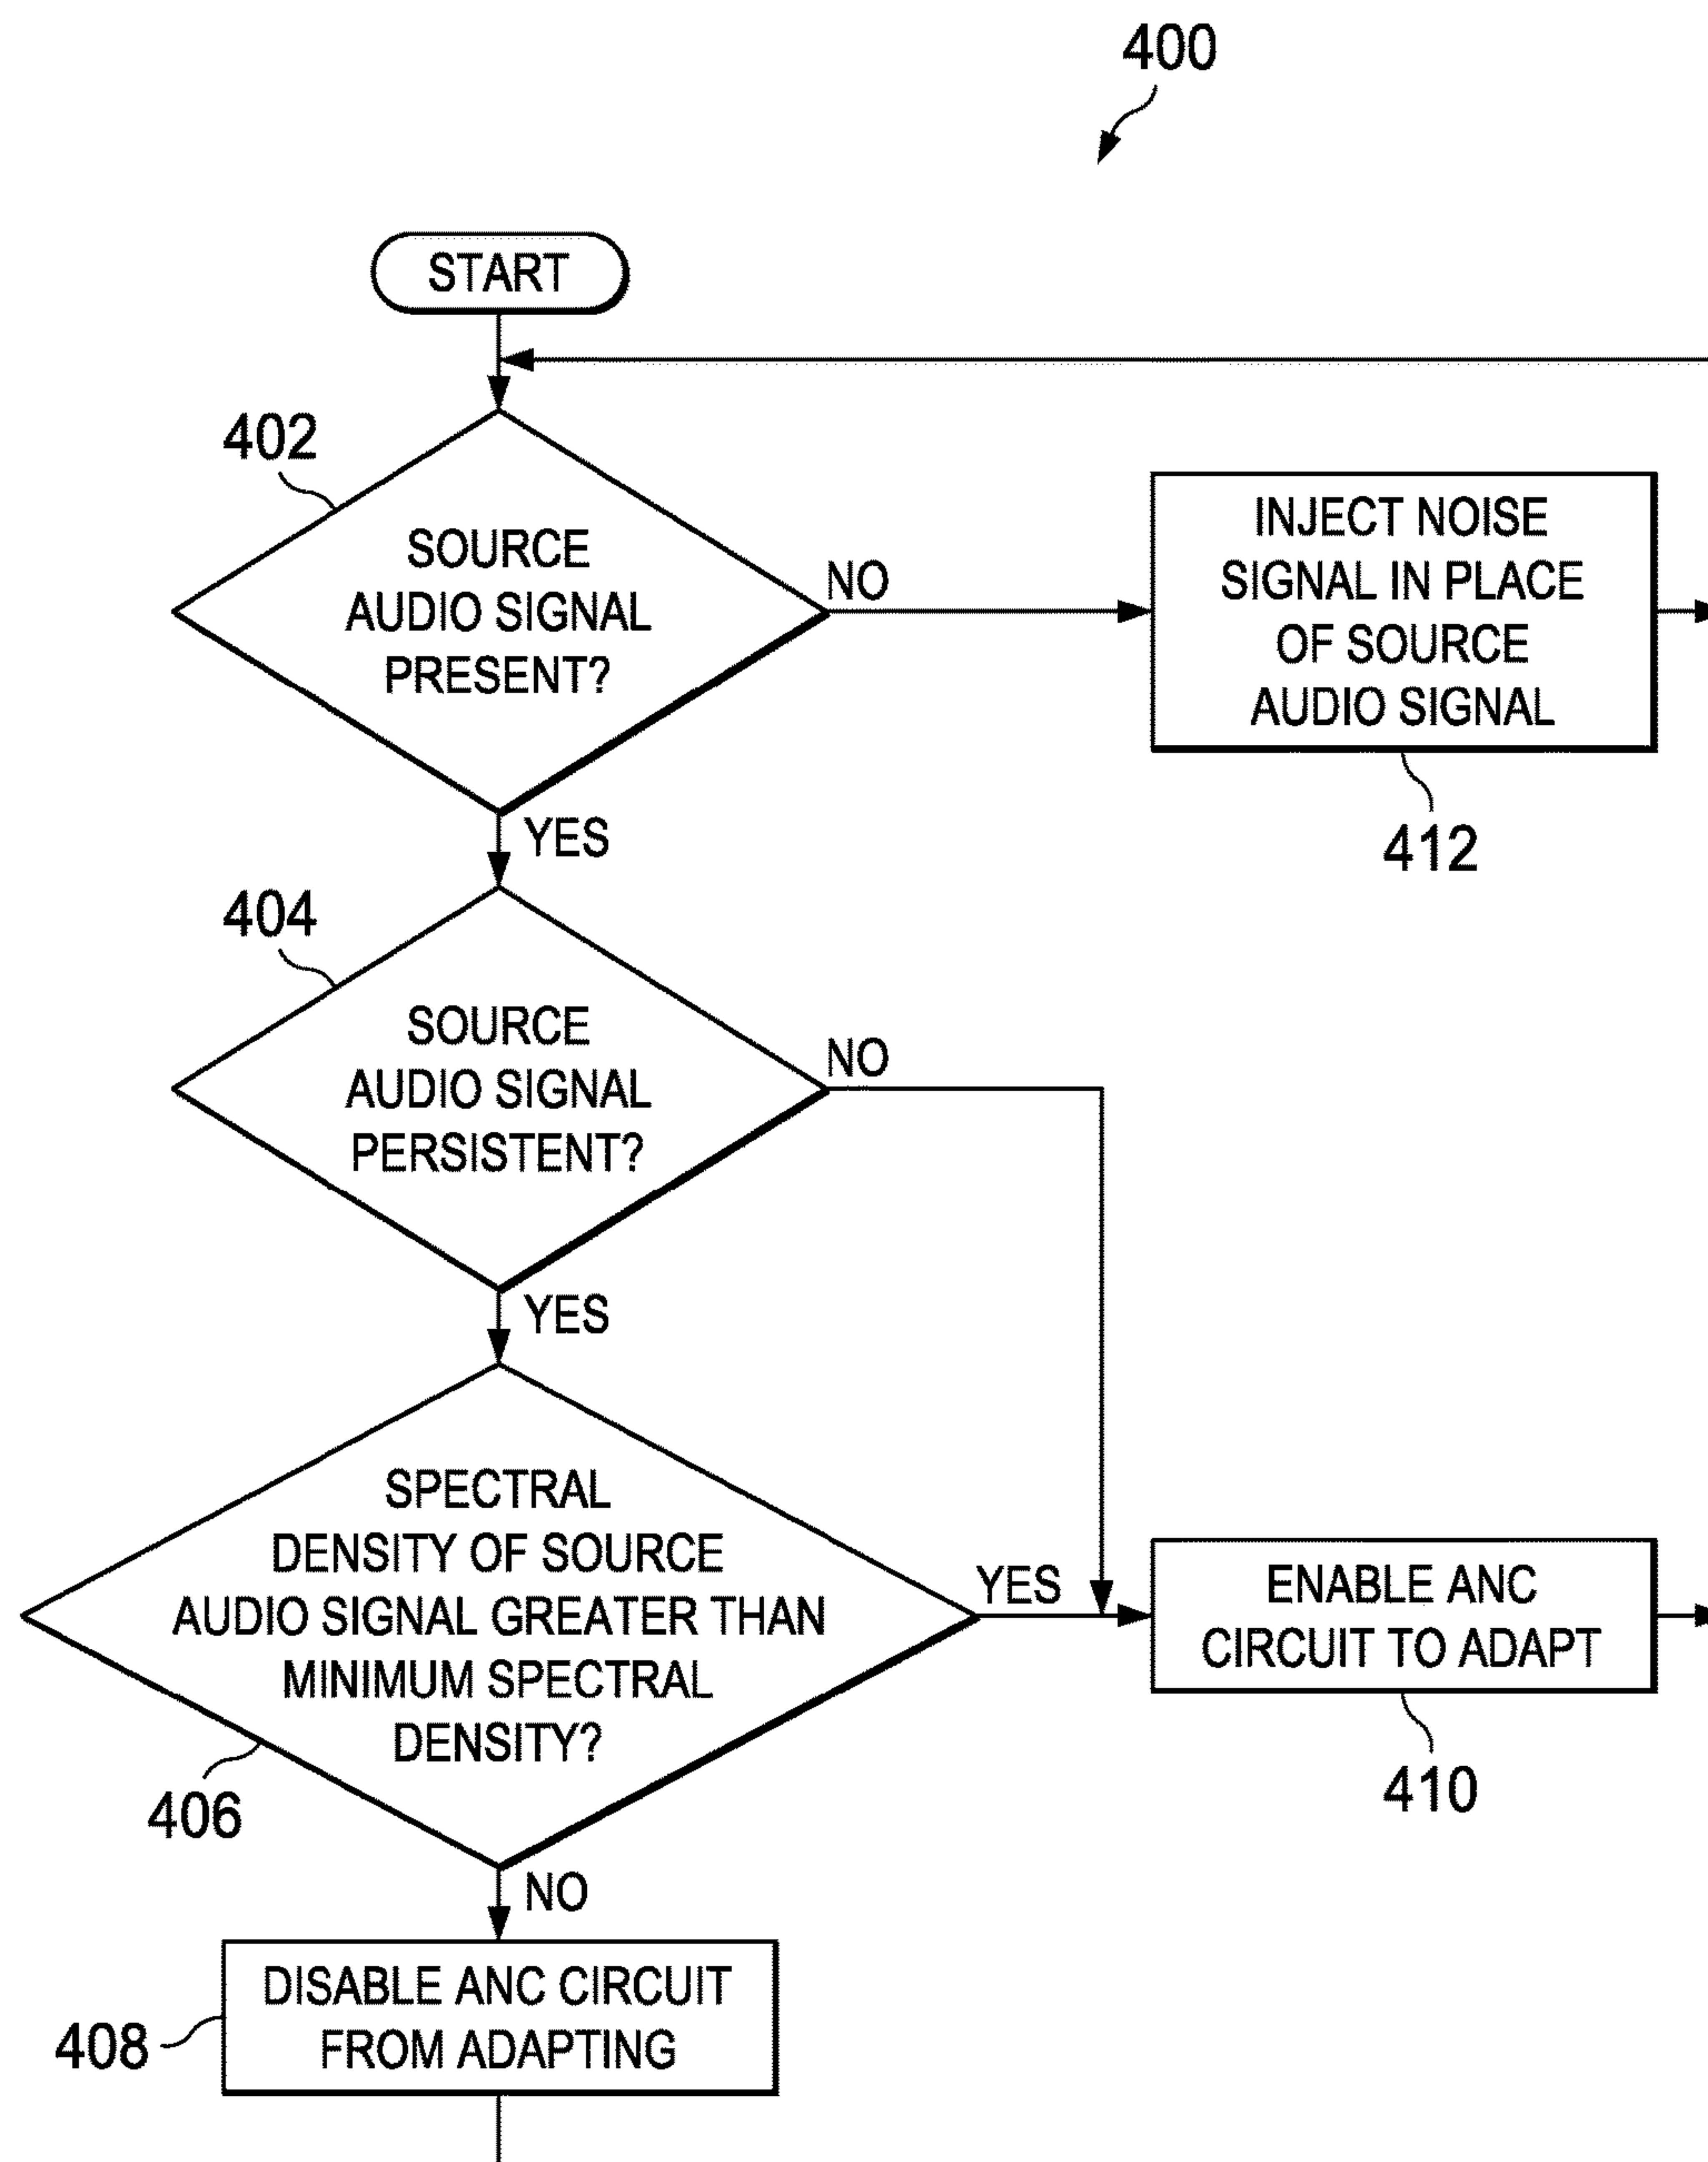 400
START
402
SOURCE
AUDIO SIGNAL
PRESENT?
NO
INJECT NOISE
SIGNAL IN PLACE
OF SOURCE
AUDIO SIGNAL
412
YES
404
SOURCE
AUDIO SIGNAL
PERSISTENT?
NO
YES
SPECTRAL
DENSITY OF SOURCE
AUDIO SIGNAL GREATER THAN
MINIMUM SPECTRAL
DENSITY?
406
YES
ENABLE ANC
CIRCUIT TO ADAPT
410
NO
DISABLE ANC CIRCUIT
FROM ADAPTING
408